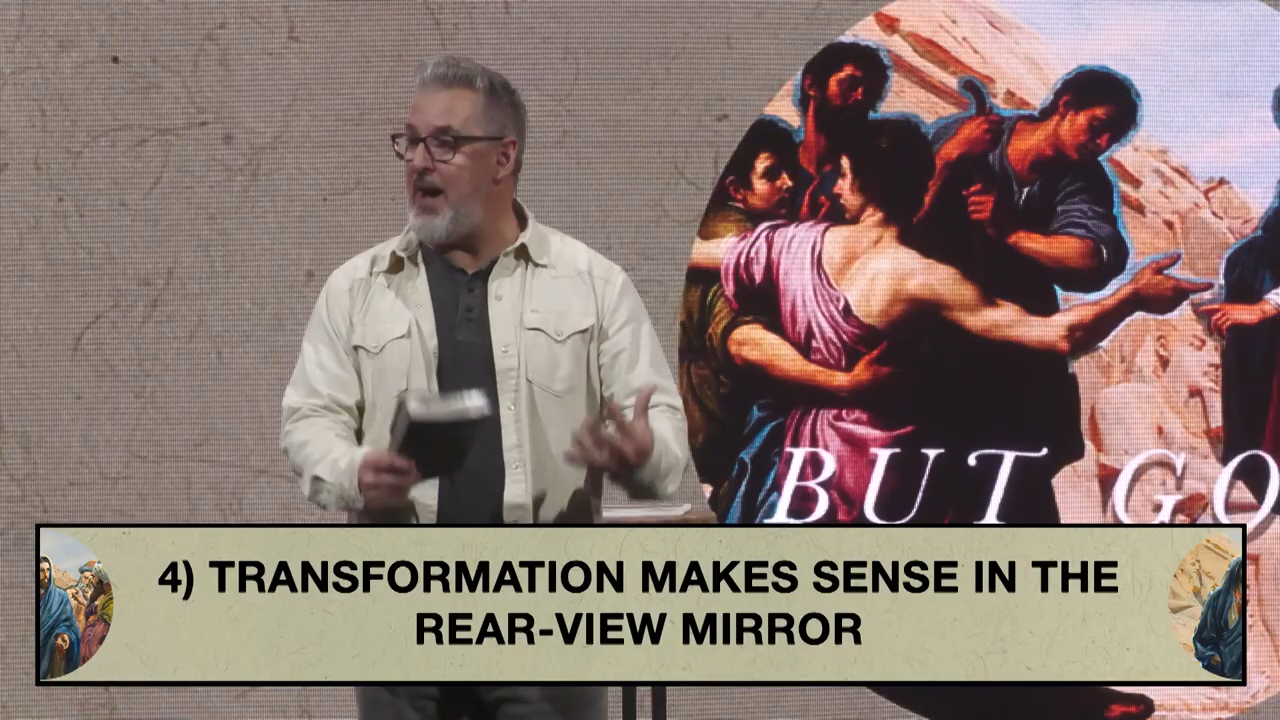 BUT GO
4) TRANSFORMATION MAKES SENSE IN THE
REAR-VIEW MIRROR